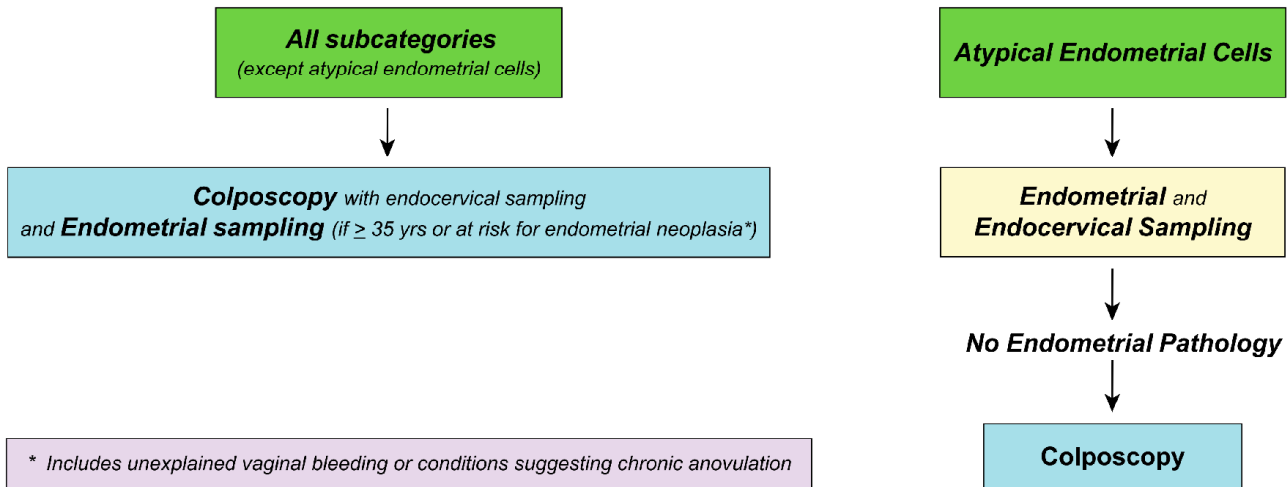 All subcategories
(except atypical endometrial cells)
Colposcopy with endocervical sampling
and Endometrial sampling (if ≥ 35 yrs or at risk for endometrial neoplasia*)
* Includes unexplained vaginal bleeding or conditions suggesting chronic anovulation
Atypical Endometrial Cells
Endometrial and
Endocervical Sampling
No Endometrial Pathology
Colposcopy